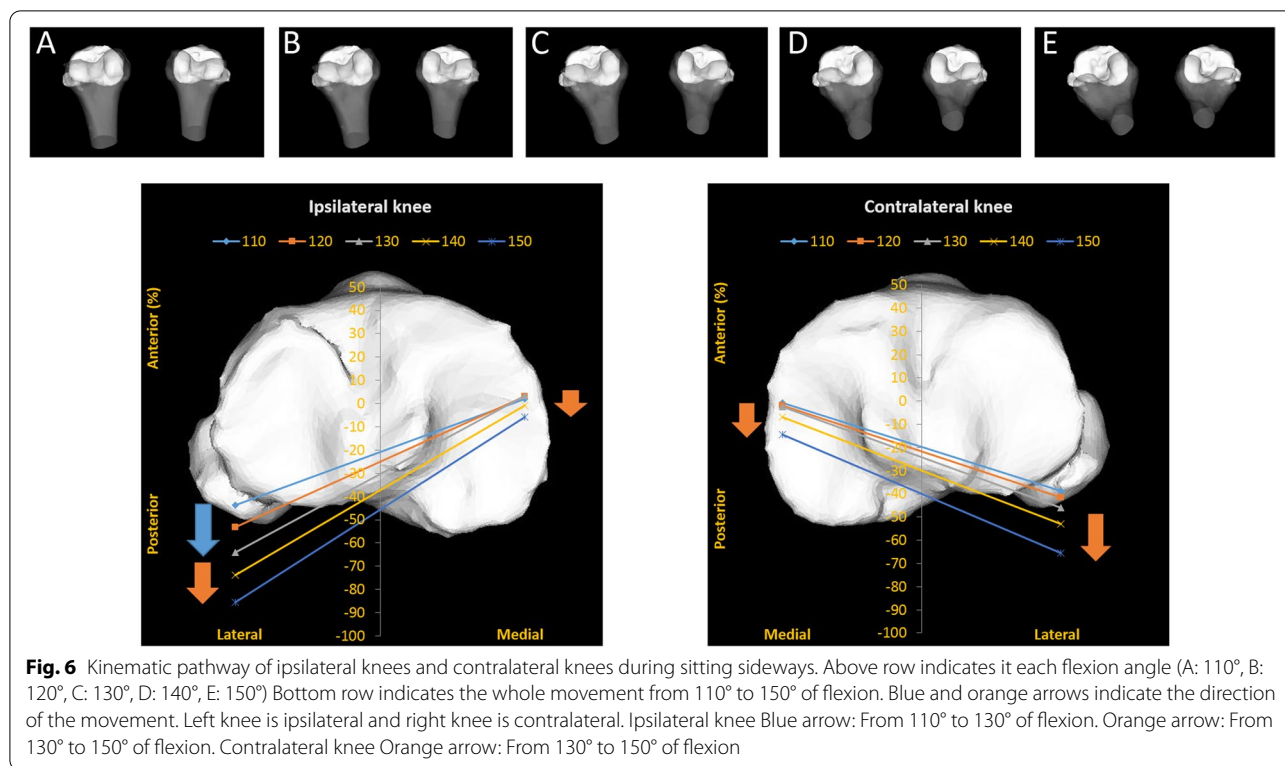 A
B
C
D
E
Ipsilateral knee
110 120 130 140 150
Anterior (%)
Posterior
50
40
30
20
10
0
-10
-20
-30
-40
-50
-60
-70
-80
-90
-100
Lateral
Medial
Contralateral knee
110 120 130 140 150
Anterior (%)
Posterior
50
40
30
20
10
0
-10
-20
-30
-40
-50
-60
-70
-80
-90
-100
Medial
Lateral
Fig. 6 Kinematic pathway of ipsilateral knees and contralateral knees during sitting sideways. Above row indicates it each flexion angle (A: 110°, B:
120°, C: 130°, D: 140°, E: 150°) Bottom row indicates the whole movement from 110° to 150° of flexion. Blue and orange arrows indicate the direction
of the movement. Left knee is ipsilateral and right knee is contralateral. Ipsilateral knee Blue arrow: From 110° to 130° of flexion. Orange arrow: From
130° to 150° of flexion. Contralateral knee Orange arrow: From 130° to 150° of flexion